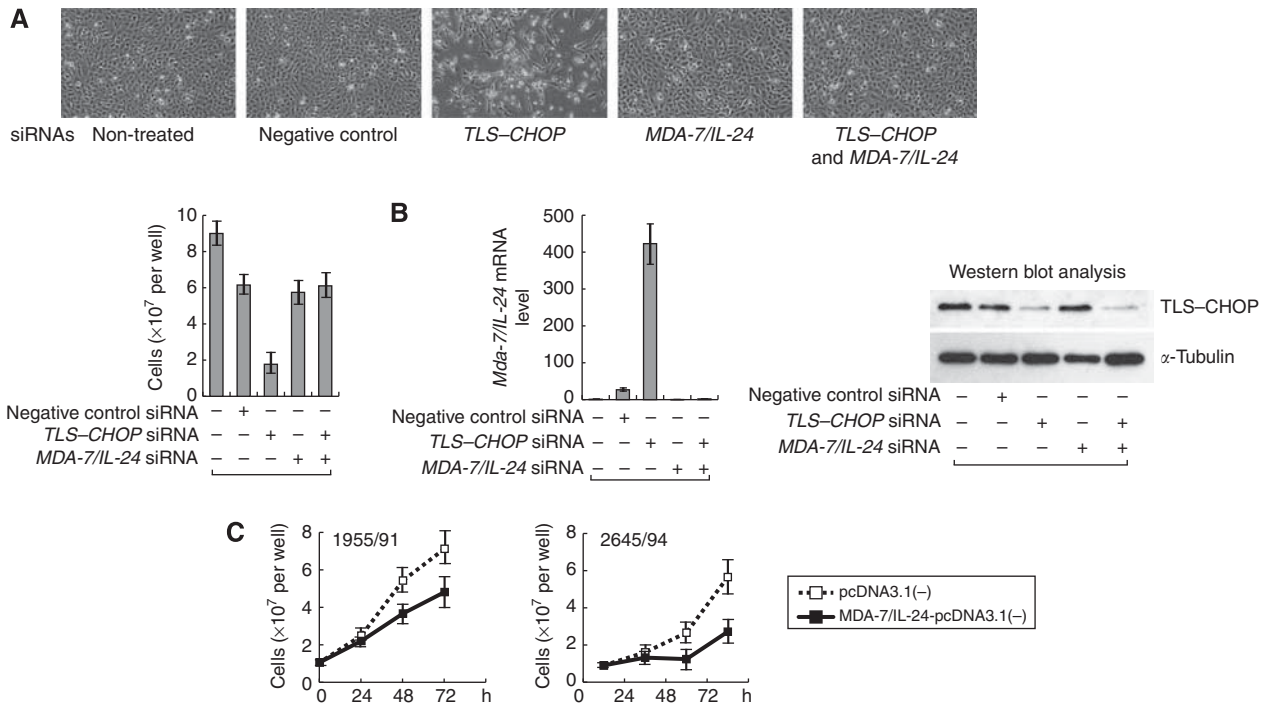 A
siRNAs Non-treated Negative control TLS–CHOP MDA-7/IL-24 TLS–CHOP
and MDA-7/IL-24
Cells (×10⁷ per well)
10
8
6
4
2
0
Negative control siRNA – + – – –
TLS–CHOP siRNA – – + – +
MDA-7/IL-24 siRNA – – – + +
B
Mda-7/IL-24 mRNA
level
500
400
300
200
100
0
Negative control siRNA – + – – –
TLS–CHOP siRNA – – + – +
MDA-7/IL-24 siRNA – – – + +
Western blot analysis
TLS–CHOP
α-Tubulin
Negative control siRNA – + – – –
TLS–CHOP siRNA – – + – +
MDA-7/IL-24 siRNA – – – + +
C
Cells (×10⁷ per well)
8
6
4
2
0
1955/91
0 24 48 72 h
Cells (×10⁷ per well)
8
6
4
2
0
2645/94
0 24 48 72 h
pcDNA3.1(–)
MDA-7/IL-24-pcDNA3.1(–)